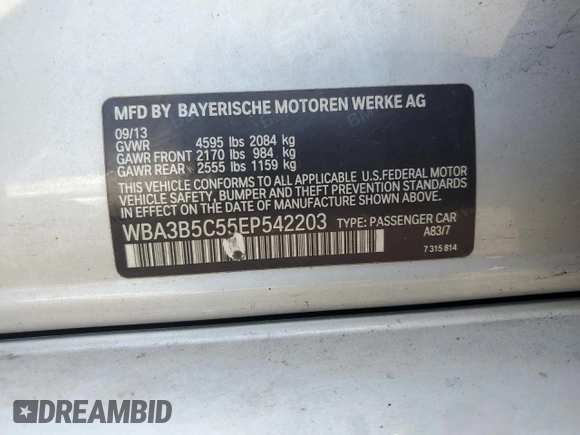 MFD BY BAYERISCHE MOTOREN WERKE AG
09/13
GVWR 4595 lbs 2084 kg
GAWR FRONT 2170 lbs 984 kg
GAWR REAR 2555 lbs 1159 kg
THIS VEHICLE CONFORMS TO ALL APPLICABLE U.S.FEDERAL MOTOR
VEHICLE SAFETY, BUMPER AND THEFT PREVENTION STANDARDS
IN EFFECT ON THE DATE OF MANUFACTURE SHOWN ABOVE.
WBA3B5C55EP542203 TYPE: PASSENGER CAR
A83/7
7 315 814
DREAMBID